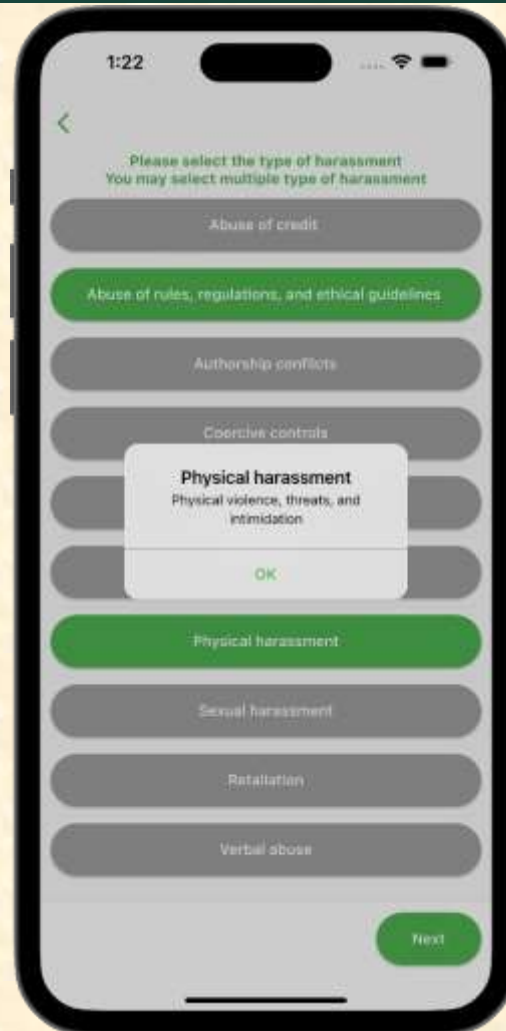 1:22
Please select the type of harassment
You may select multiple type of harassment
Abuse of credit
Abuse of rules, regulations, and ethical guidelines
Authorship conflicts
Coercive controls
Physical harassment
Physical violence, threats, and
intimidation
OK
Physical harassment
Sexual harassment
Retaliation
Verbal abuse
Next